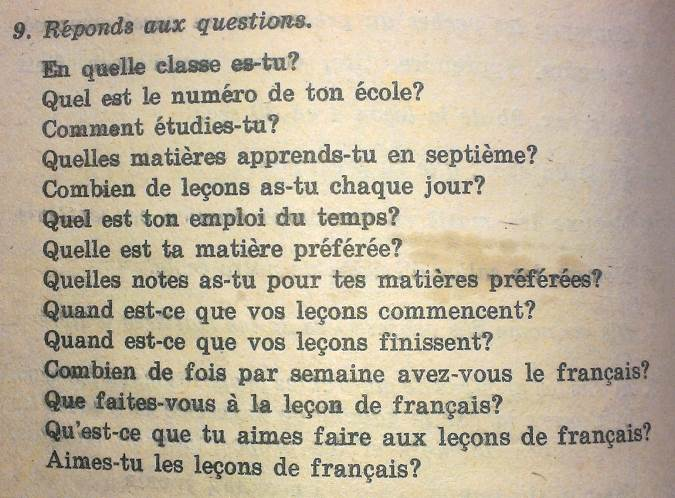 9. Réponds aux questions.
En quelle classe es-tu?
Quel est le numéro de ton école?
Comment étudies-tu?
Quelles matières apprends-tu en septième?
Combien de leçons as-tu chaque jour?
Quel est ton emploi du temps?
Quelle est ta matière préférée?
Quelles notes as-tu pour tes matières préférées?
Quand est-ce que vos leçons commencent?
Quand est-ce que vos leçons finissent?
Combien de fois par semaine avez-vous le français?
Que faites-vous à la leçon de français?
Qu'est-ce que tu aimes faire aux leçons de français?
Aimes-tu les leçons de français?